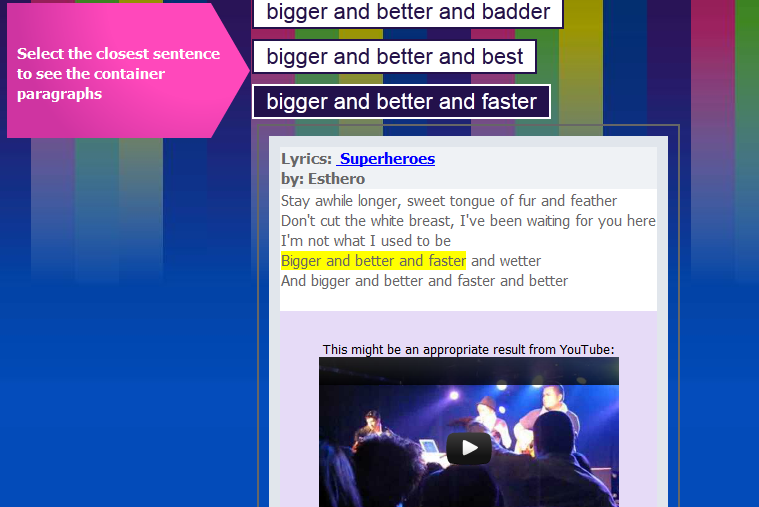 bigger and better and badder
Select the closest sentence
to see the container
paragraphs
bigger and better and best
bigger and better and faster
Lyrics: Superheroes
by: Esthero
Stay awhile longer, sweet tongue of fur and feather
Don't cut the white breast, I've been waiting for you here
I'm not what I used to be
Bigger and better and faster and wetter
And bigger and better and faster and better
This might be an appropriate result from YouTube: